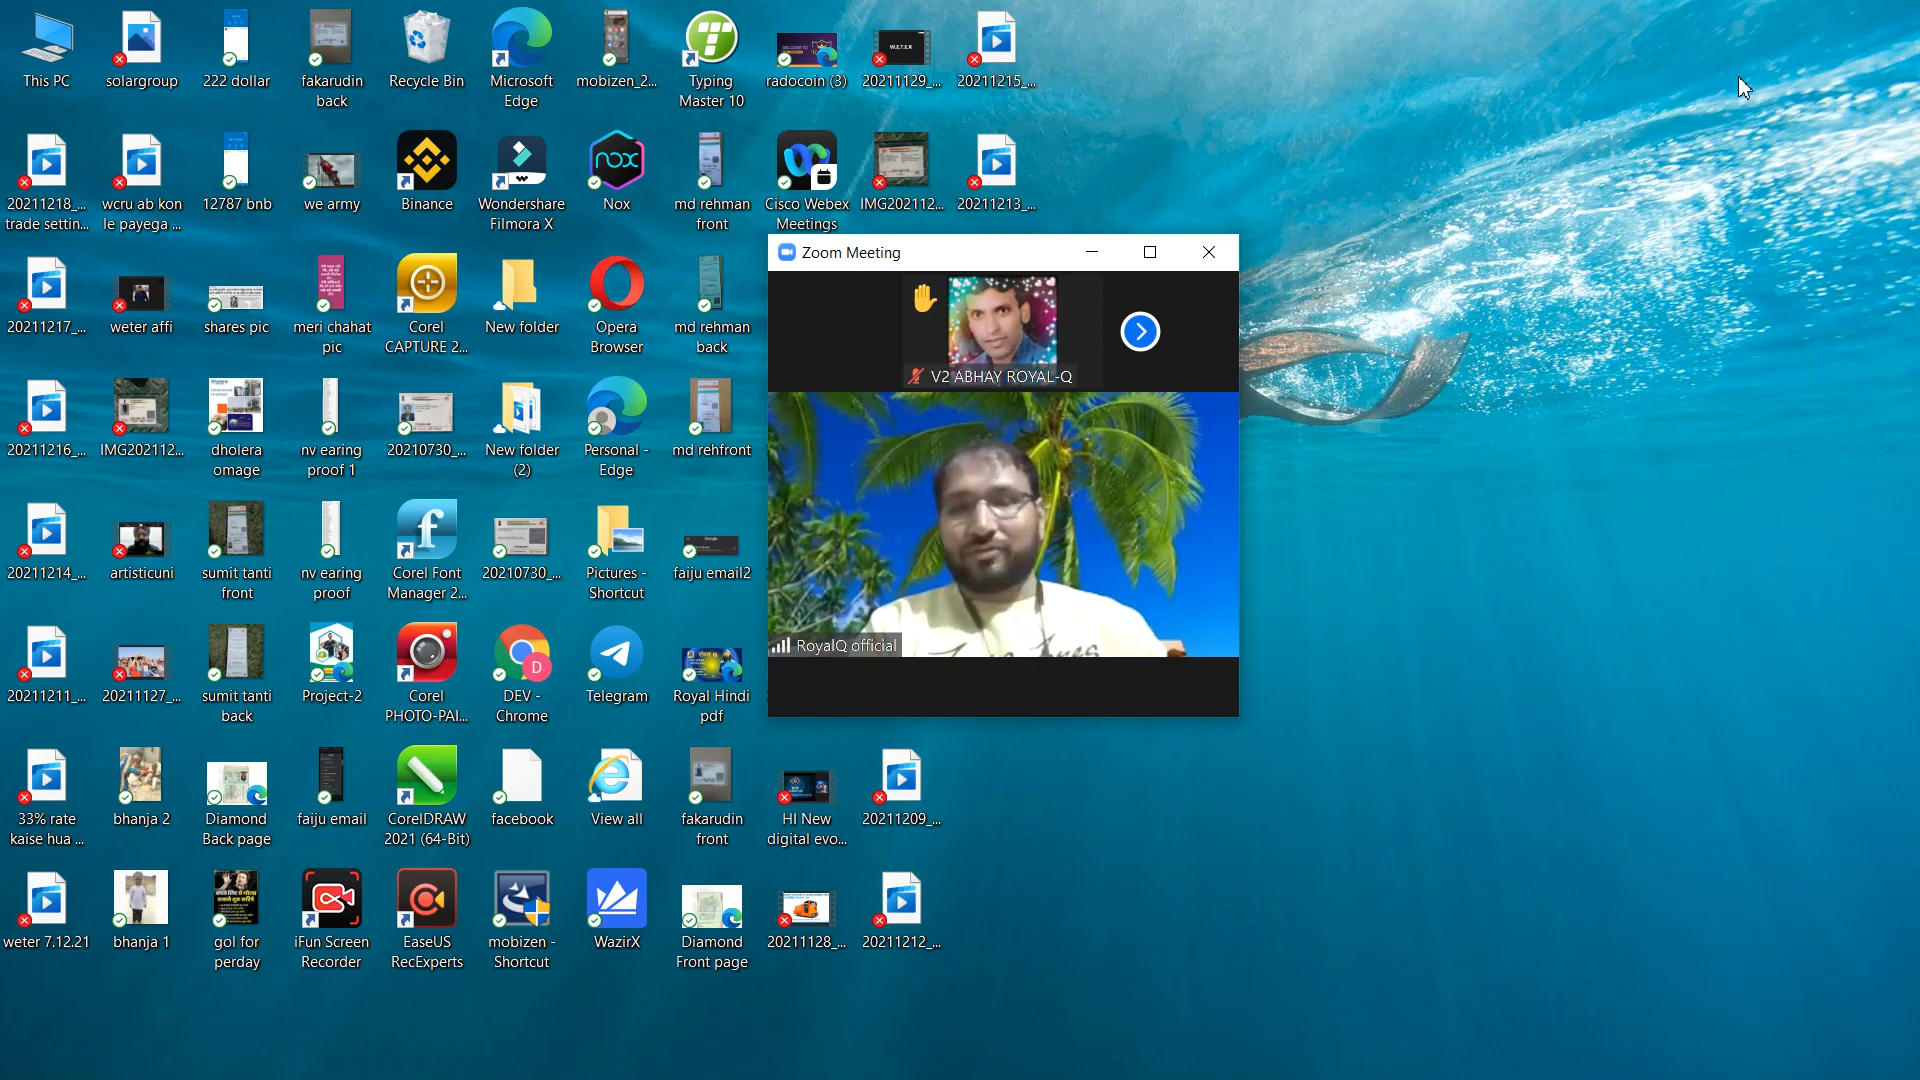 This PC
solargroup
222 dollar
fakarudin
back
Recycle Bin
Microsoft
Edge
mobizen_2...
Typing
Master 10
radocoin (3)
W.E.T.E.R
20211129_...
20211215_...
20211218_...
trade settin...
wcru ab kon
le payega ...
12787 bnb
we army
Binance
Wondershare
Filmora X
nox
Nox
md rehman
front
Cisco Webex
Meetings
IMG202112...
20211213_...
20211217_...
weter affi
shares pic
meri chahat
pic
Corel
CAPTURE 2...
New folder
Opera
Browser
md rehman
back
Zoom Meeting
V2 ABHAY ROYAL-Q
RoyalQ official
20211216_...
IMG202112...
dholera
omage
nv earing
proof 1
20210730_...
New folder
(2)
Personal -
Edge
md rehfront
20211214_...
artisticuni
sumit tanti
front
nv earing
proof
Corel Font
Manager 2...
20210730_...
Pictures -
Shortcut
faiju email2
20211211_...
20211127_...
sumit tanti
back
Project-2
Corel
PHOTO-PAI...
D
DEV -
Chrome
Telegram
Royal Hindi
pdf
33% rate
kaise hua ...
bhanja 2
Diamond
Back page
faiju email
CorelDRAW
2021 (64-Bit)
facebook
View all
fakarudin
front
HI New
digital evo...
20211209_...
weter 7.12.21
bhanja 1
gol for
perday
iFun Screen
Recorder
EaseUS
RecExperts
mobizen -
Shortcut
WazirX
Diamond
Front page
20211128_...
20211212_...